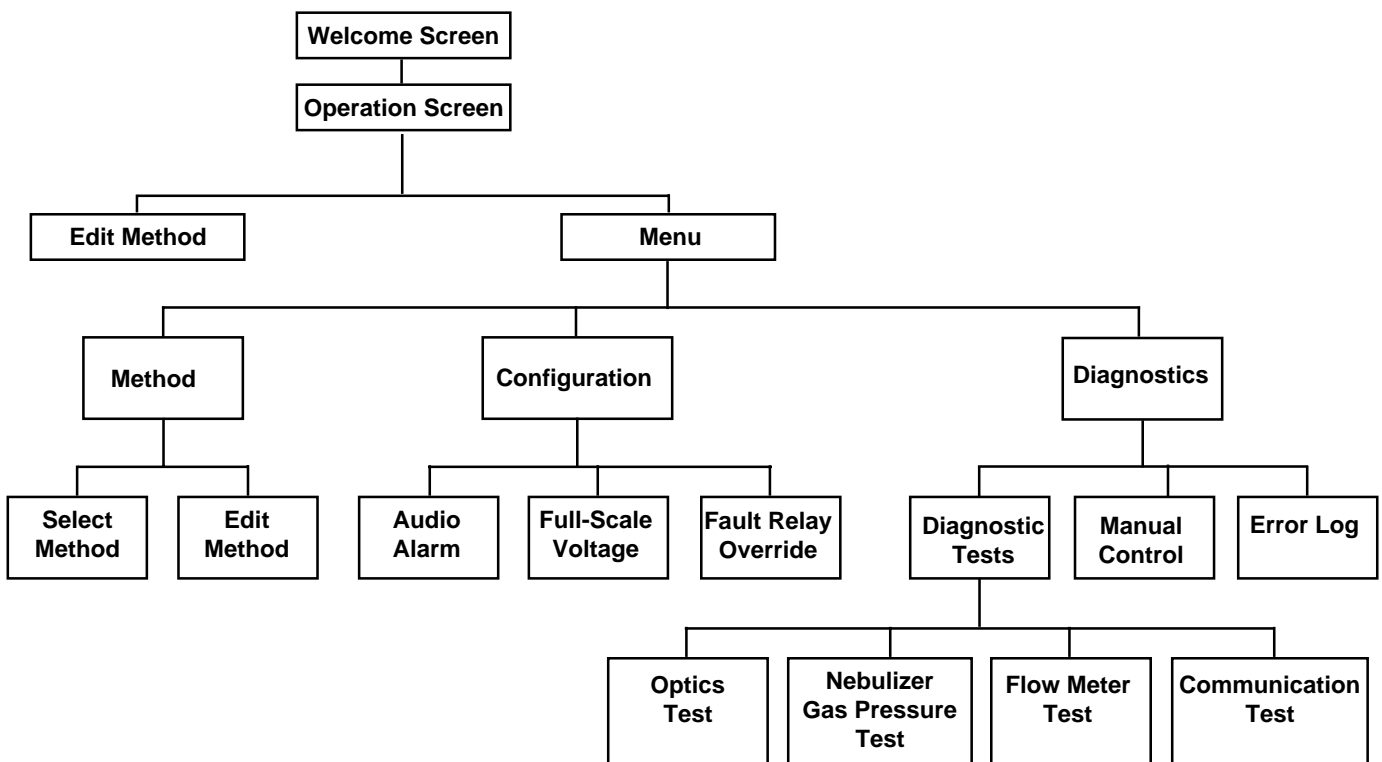 Welcome Screen
Operation Screen
Edit Method
Menu
Method
Configuration
Diagnostics
Select
Method
Edit
Method
Audio
Alarm
Full-Scale
Voltage
Fault Relay
Override
Diagnostic
Tests
Manual
Control
Error Log
Optics
Test
Nebulizer
Gas Pressure
Test
Flow Meter
Test
Communication
Test